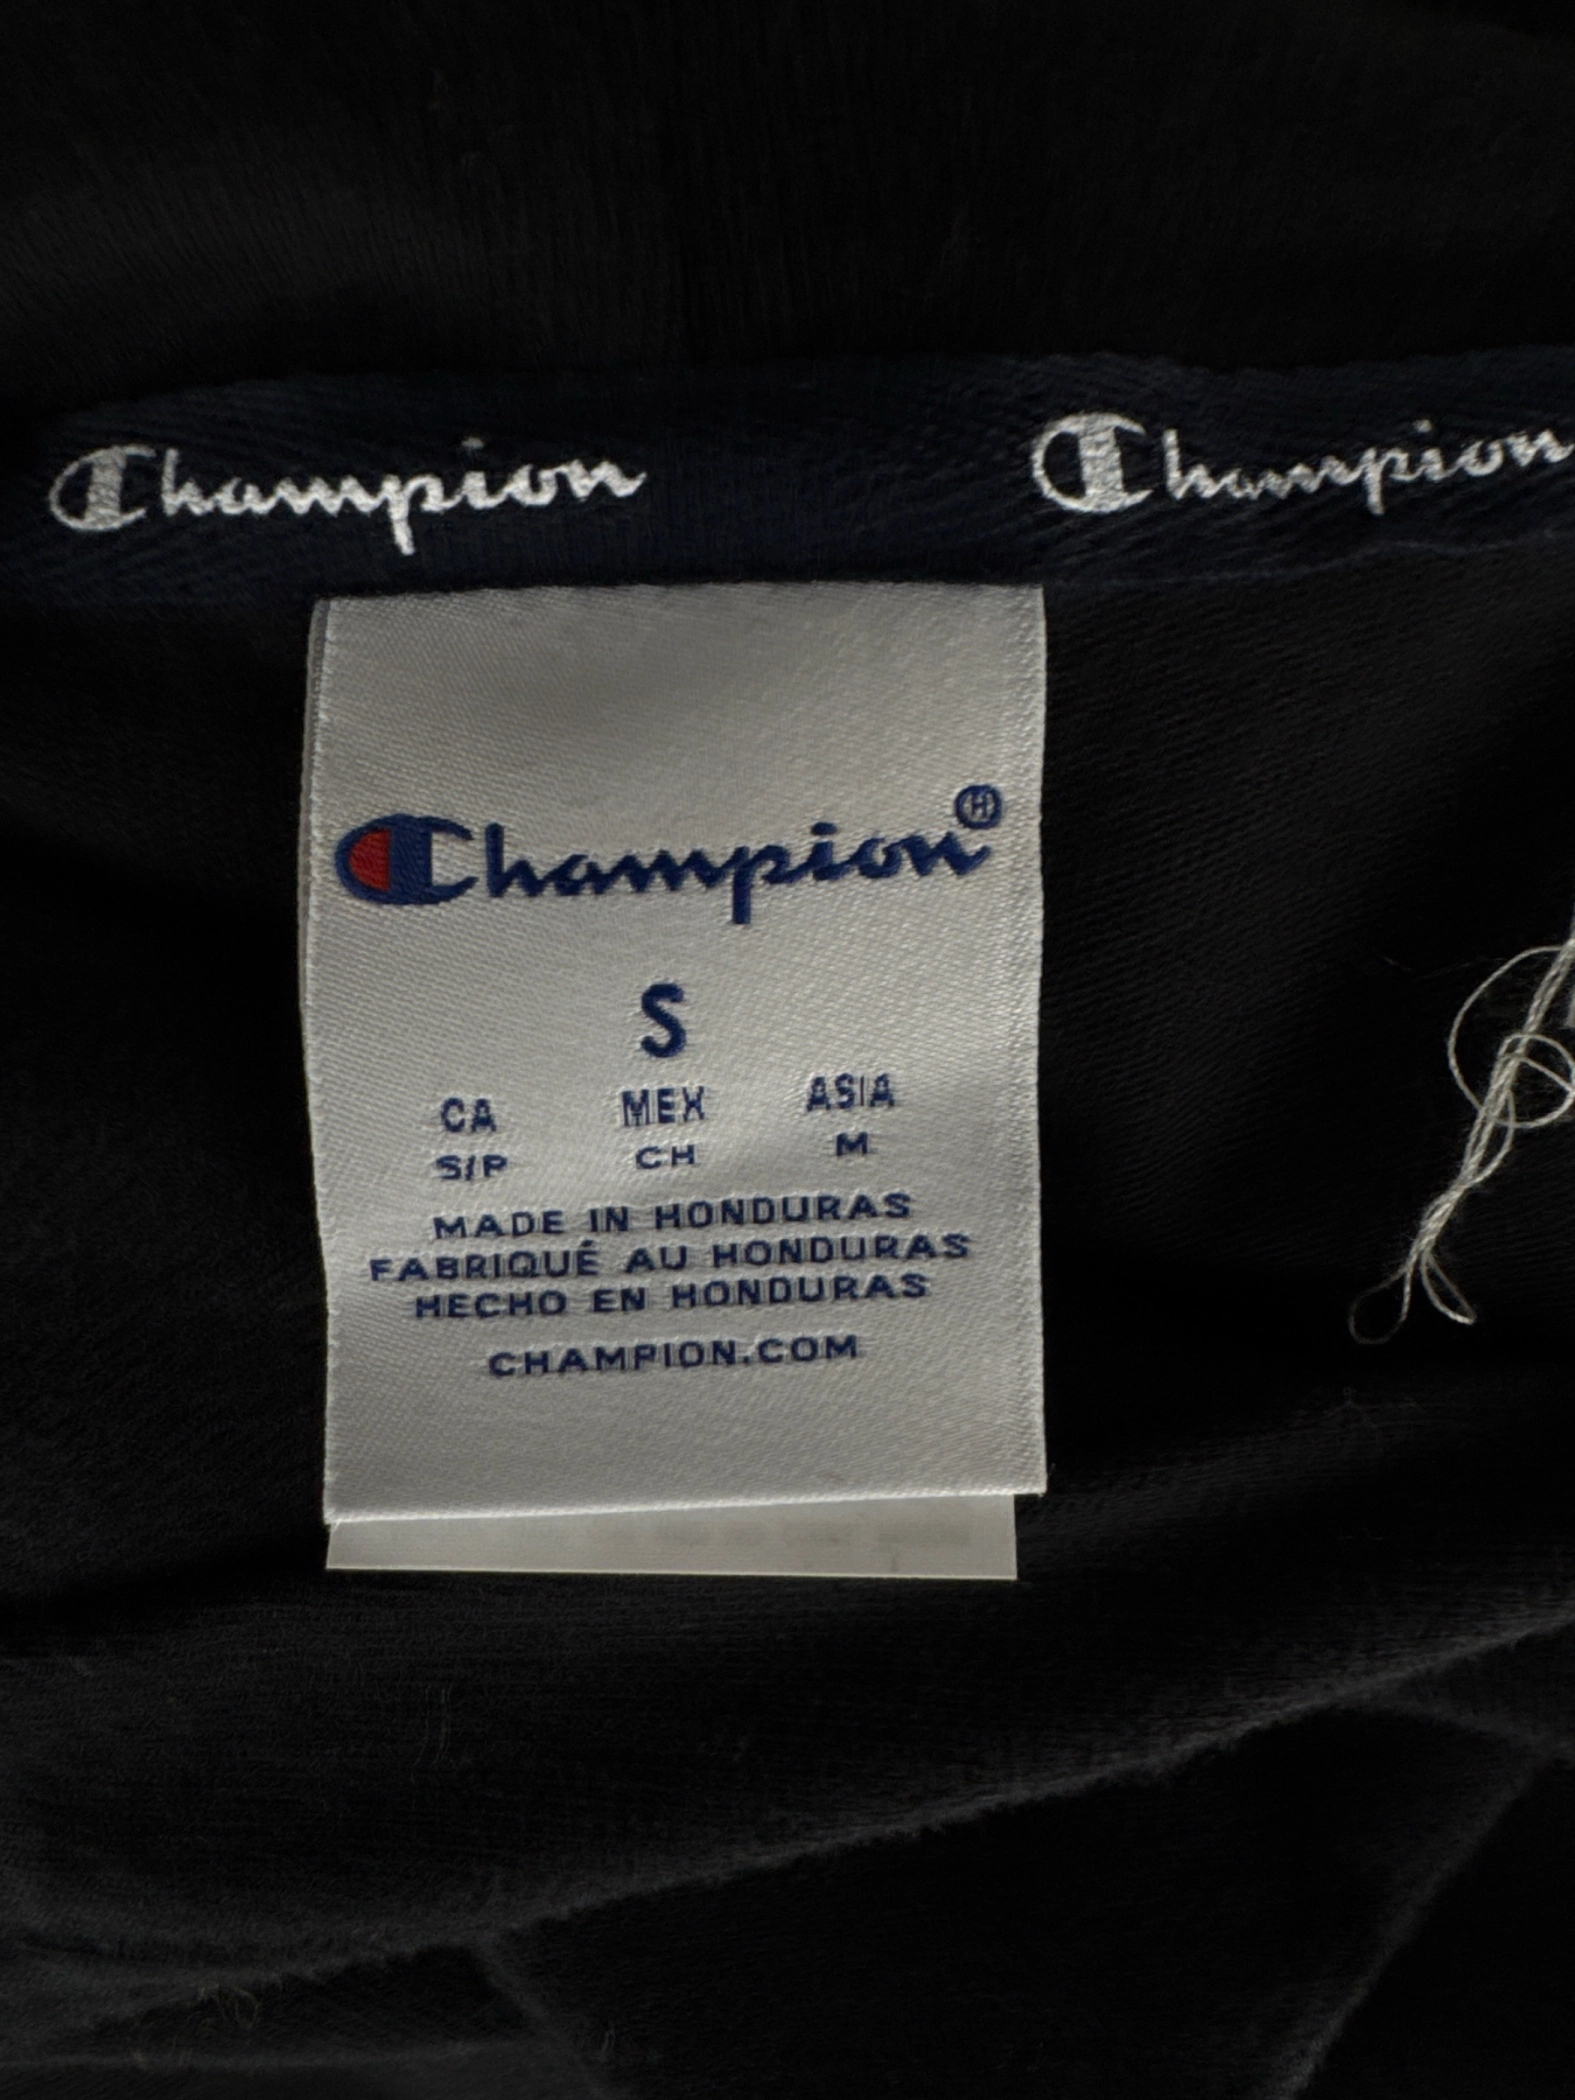 Champion Champion
Champion®
S
CA MEX ASIA
S/P CH M
MADE IN HONDURAS
FABRIQUÉ AU HONDURAS
HECHO EN HONDURAS
CHAMPION.COM